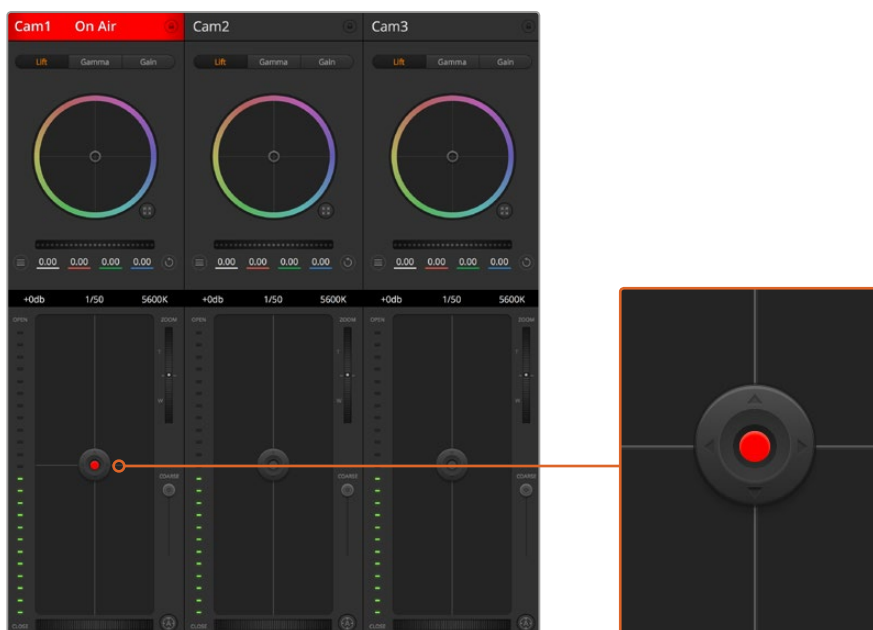 Cam1 On Air Cam2 Cam3
Lift Gamma Gain Lift Gamma Gain Lift Gamma Gain
0.00 0.00 0.00 0.00 0.00 0.00 0.00 0.00 0.00 0.00 0.00 0.00
+0db 1/50 5600K +0db 1/50 5600K +0db 1/50 5600K
OPEN ZOOM OPEN ZOOM OPEN ZOOM
T T T
W W W
COARSE COARSE COARSE
CLOSE A CLOSE A CLOSE A